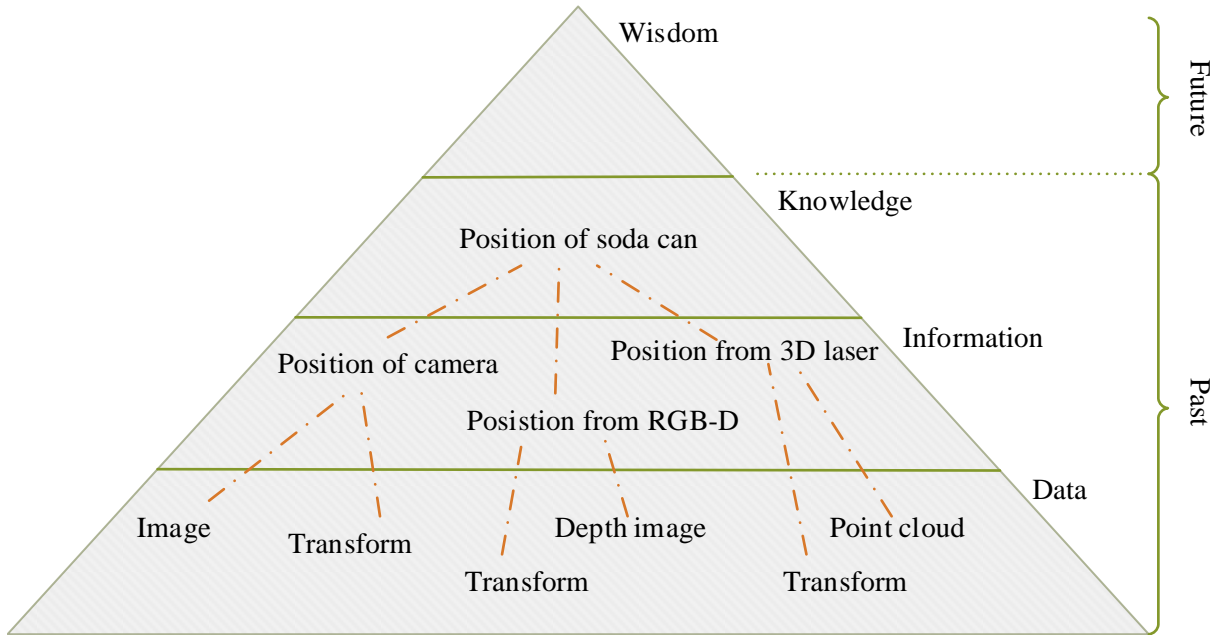 Wisdom
Future
Knowledge
Position of soda can
Information
Position from 3D laser
Position of camera
Past
Posistion from RGB-D
Data
Image
Depth image
Point cloud
Transform
Transform
Transform